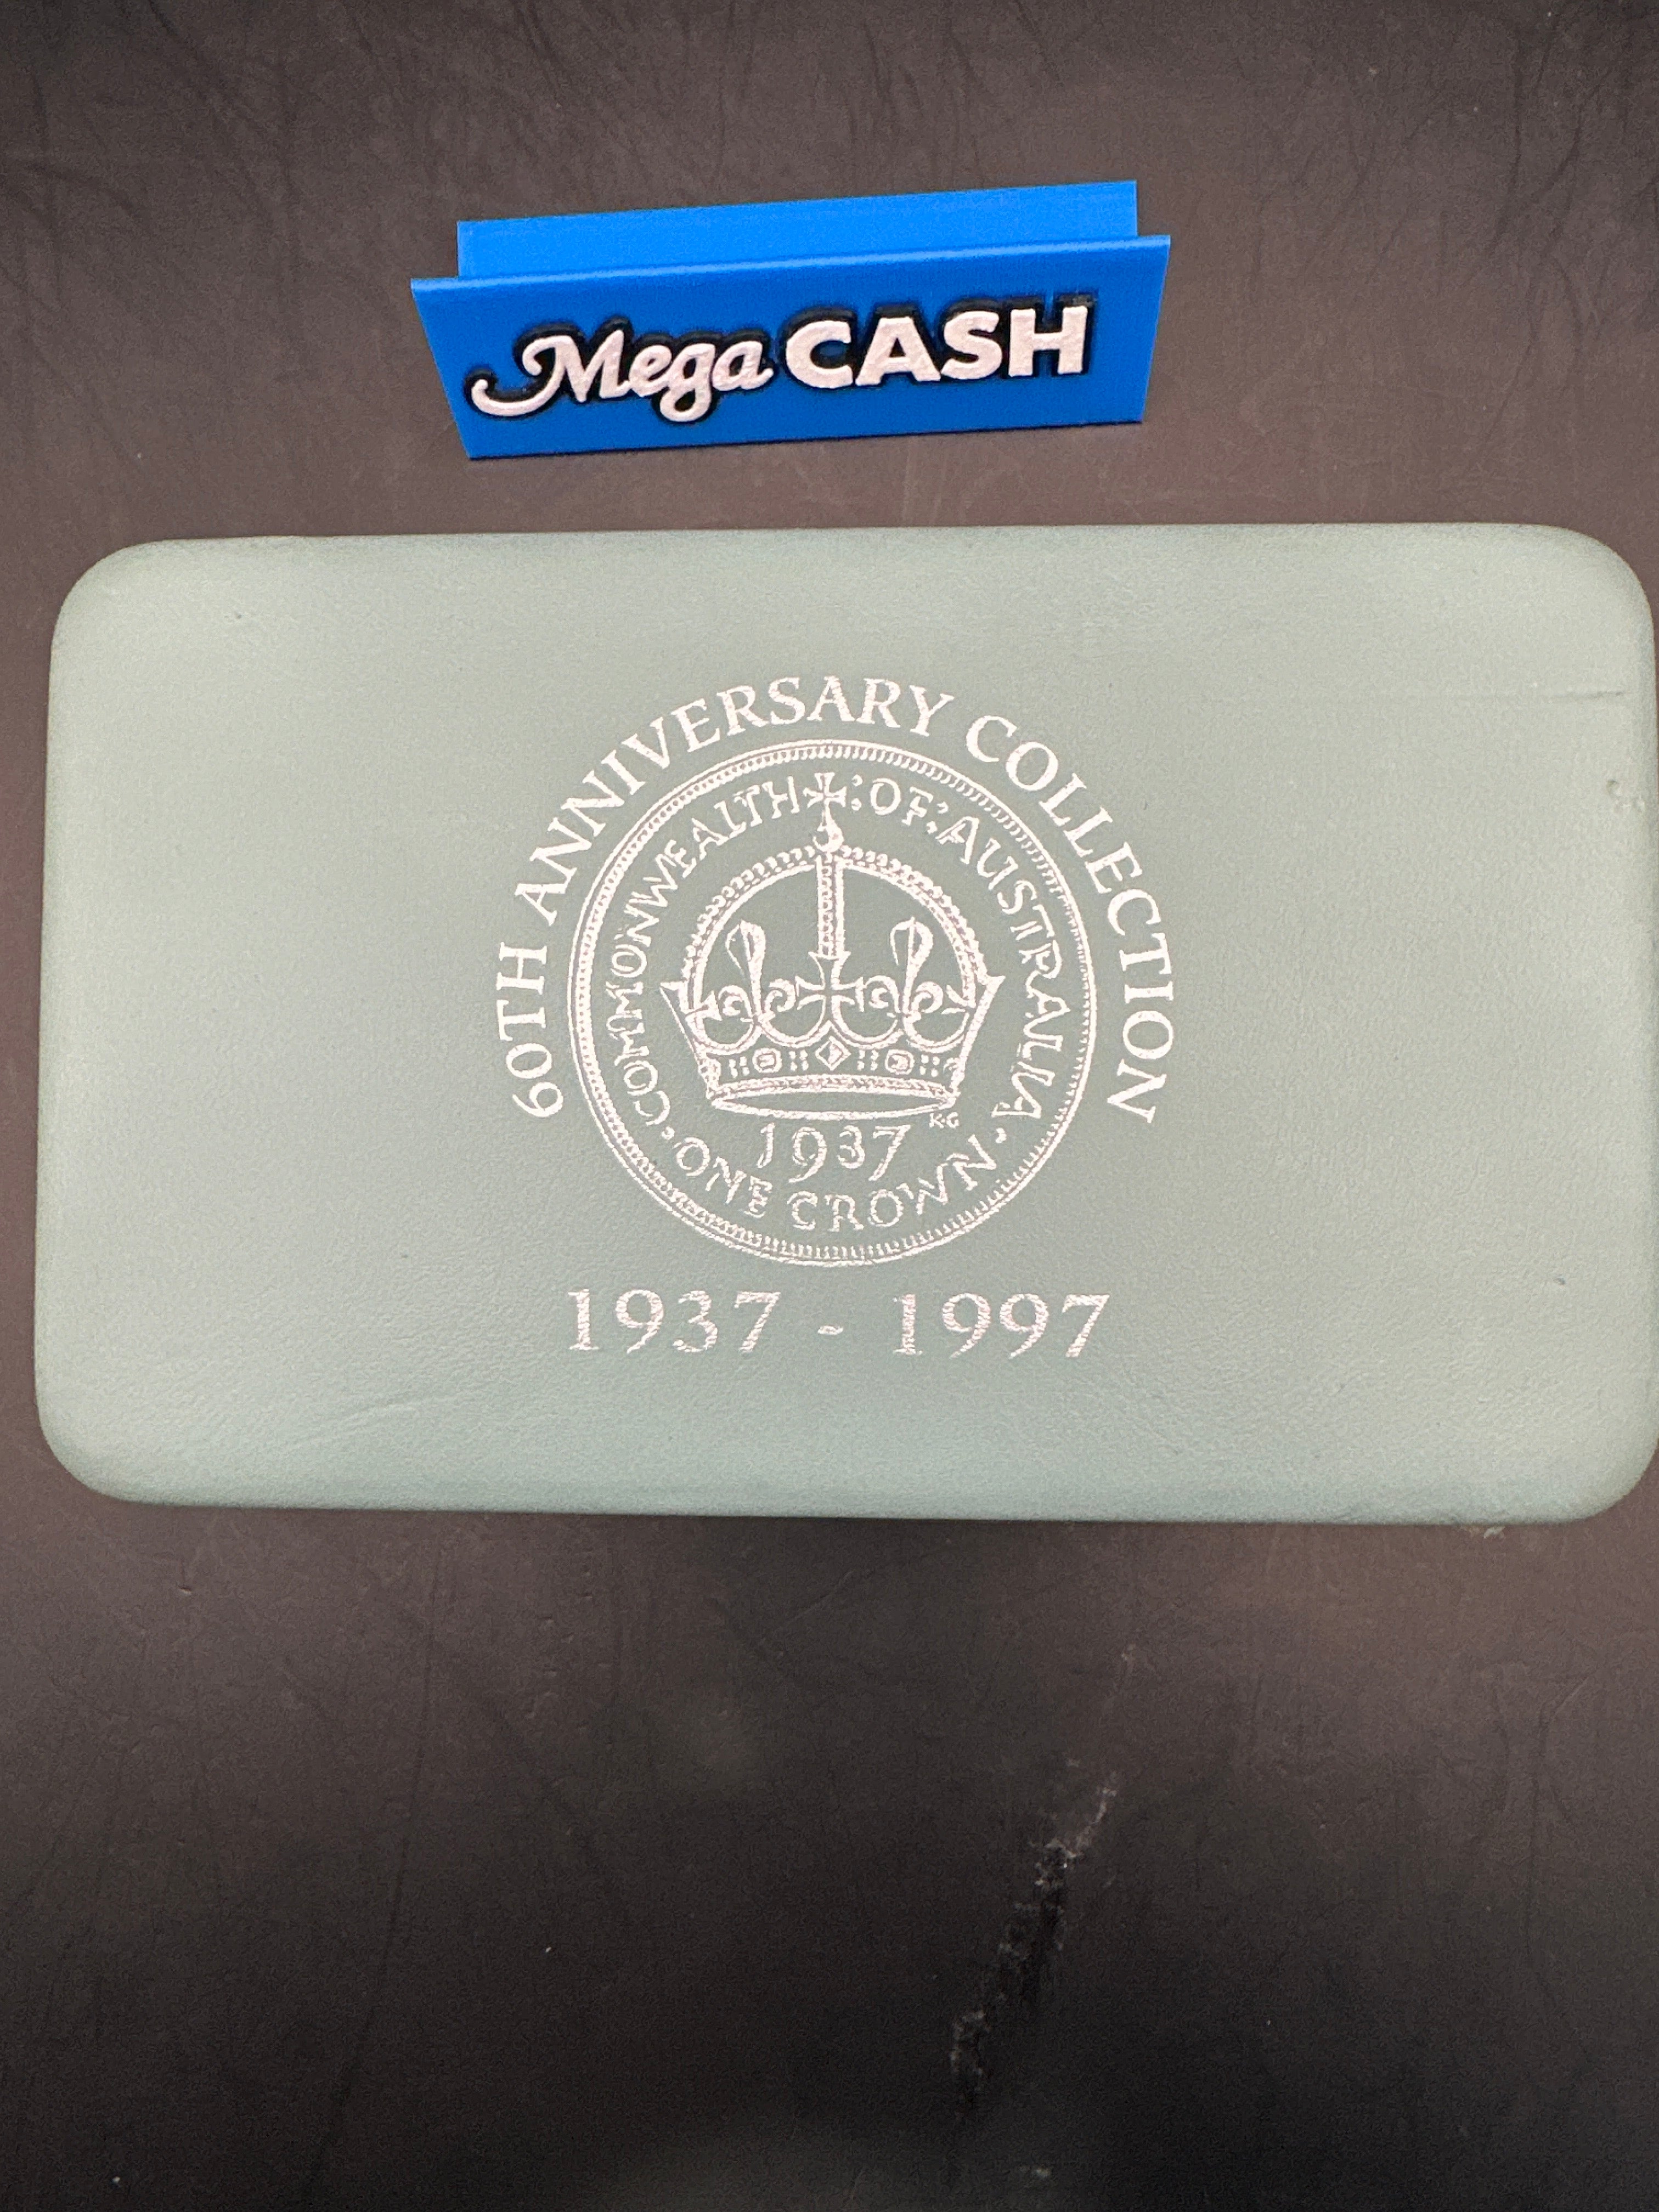 Mega CASH
60TH ANNIVERSARY COLLECTION
COMMONWEALTH : OF : AUSTRALIA
1937
KG
· ONE CROWN ·
1937 - 1997